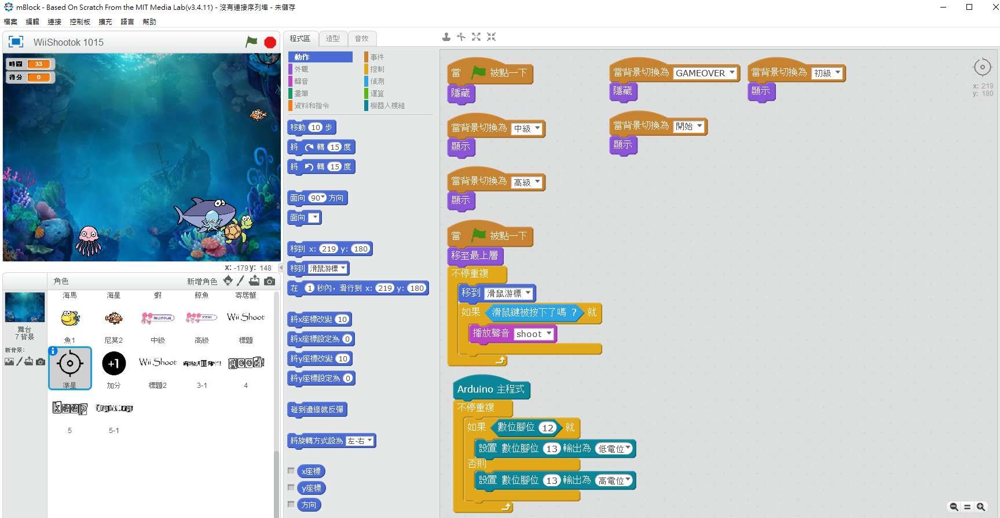 mBlock - Based On Scratch From the MIT Media Lab(v3.4.11) - 沒有連接序列埠 - 未儲存
檔案 編輯 連接 控制板 擴充 語言 幫助
WiiShootok 1015
時間 33
得分 0
x: -179 y: 148
角色 新增角色
海馬 海星 蝦 鯨魚 寄居蟹
TECHNICAL EXTRA Wii Shoot
魚1 尼莫2 中級 高級 標題
舞台
7 背景
新背景:
+1 Wii Shoot good!
準星 加分 標題2 3-1 4
keep fighting!
5 5-1
程式區 造型 音效
動作 事件
外觀 控制
聲音 偵測
畫筆 運算
資料和指令 機器人模組
移動 10 步
將 轉 15 度
將 轉 15 度
面向 90 方向
面向
移到 x: 219 y: 180
移到 滑鼠游標
在 1 秒內，滑行到 x: 219 y: 180
將x座標改變 10
將x座標設定為 0
將y座標改變 10
將y座標設定為 0
碰到邊緣就反彈
將旋轉方式設為 左-右
x座標
y座標
方向
當 被點一下
隱藏
當背景切換為 中級
顯示
當背景切換為 高級
顯示
當 被點一下
移至最上層
不停重複
移到 滑鼠游標
如果 滑鼠鍵被按下了嗎 ? 就
播放聲音 shoot
Arduino 主程式
不停重複
如果 數位腳位 12 就
設置 數位腳位 13 輸出為 低電位
否則
設置 數位腳位 13 輸出為 高電位
當背景切換為 GAMEOVER
隱藏
當背景切換為 開始
顯示
當背景切換為 初級
顯示
x: 219
y: 180